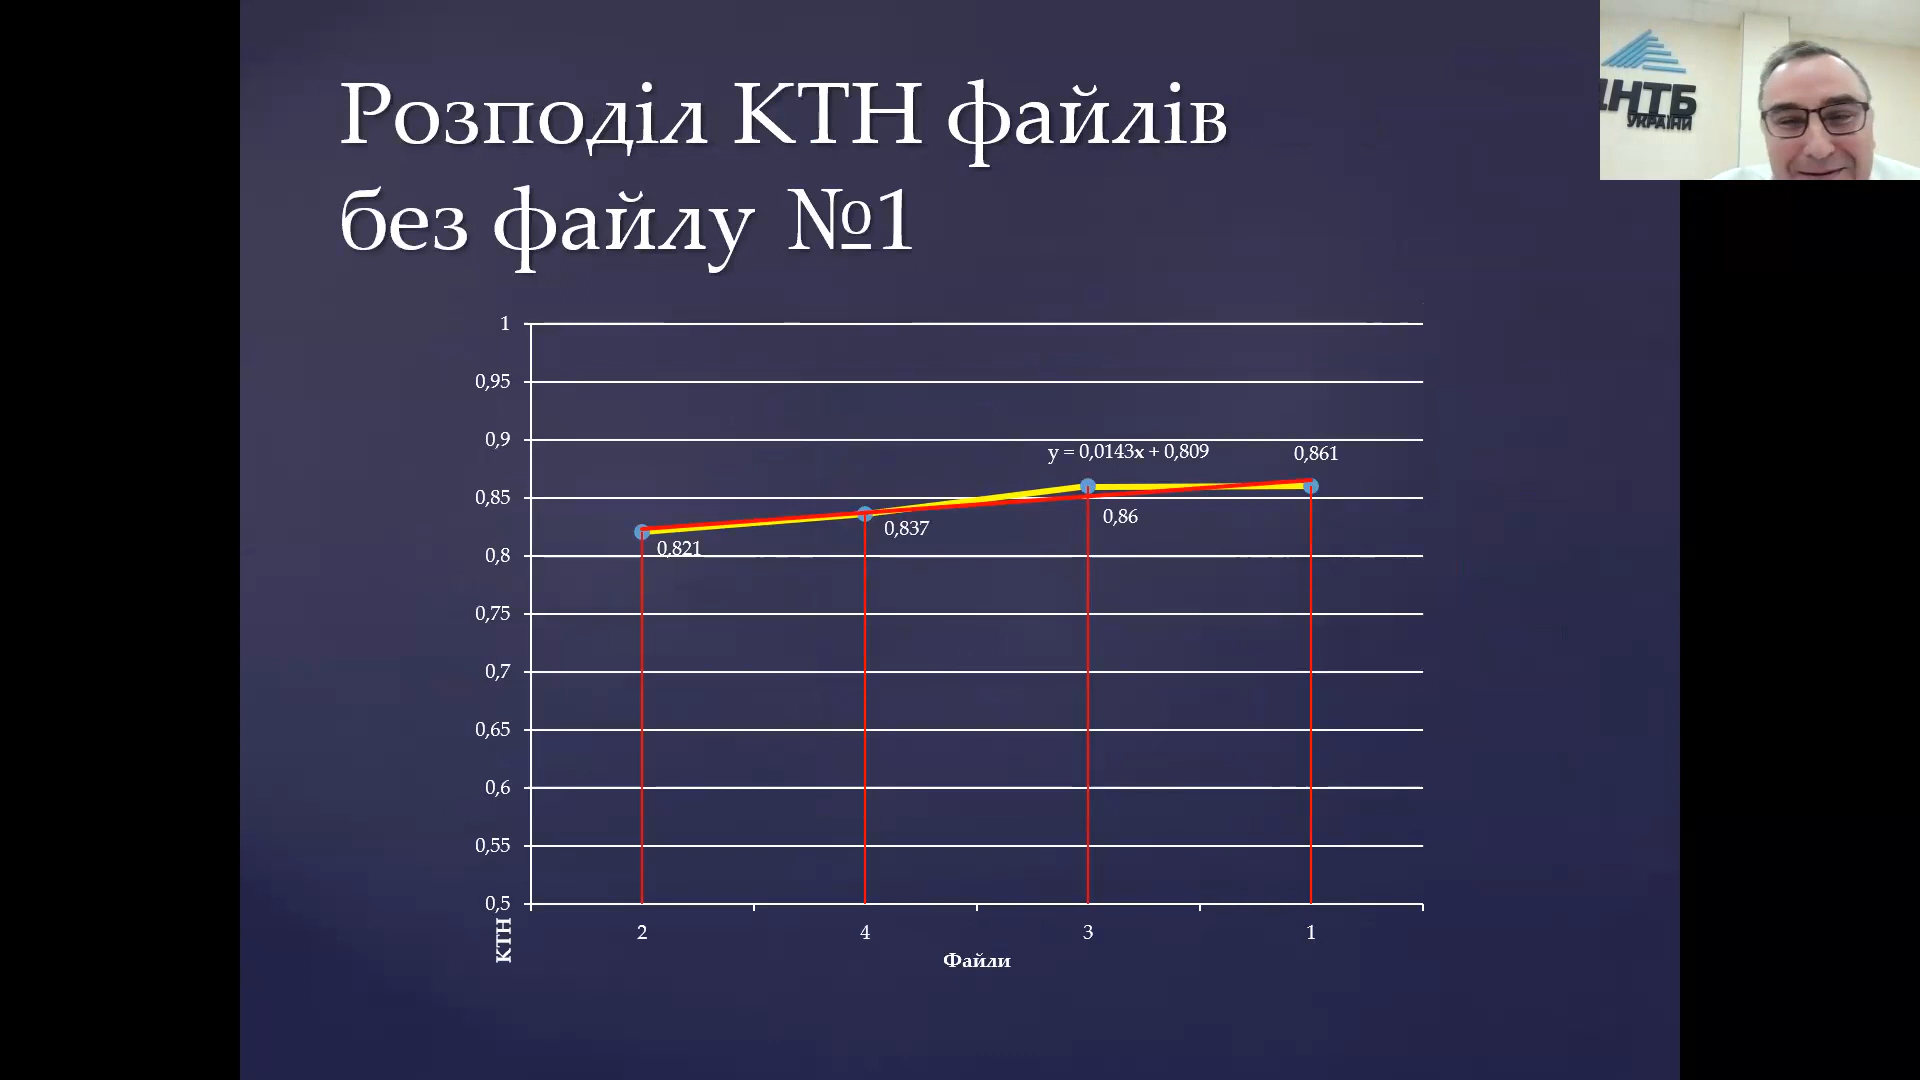 Розподіл КТН файлів
без файлу №1
ДНТБ
УКРАЇНИ
1
0,95
0,9
0,85
0,8
0,75
0,7
0,65
0,6
0,55
0,5
y = 0,0143x + 0,809
0,861
0,86
0,837
0,821
КТН
2 4 3 1
Файли